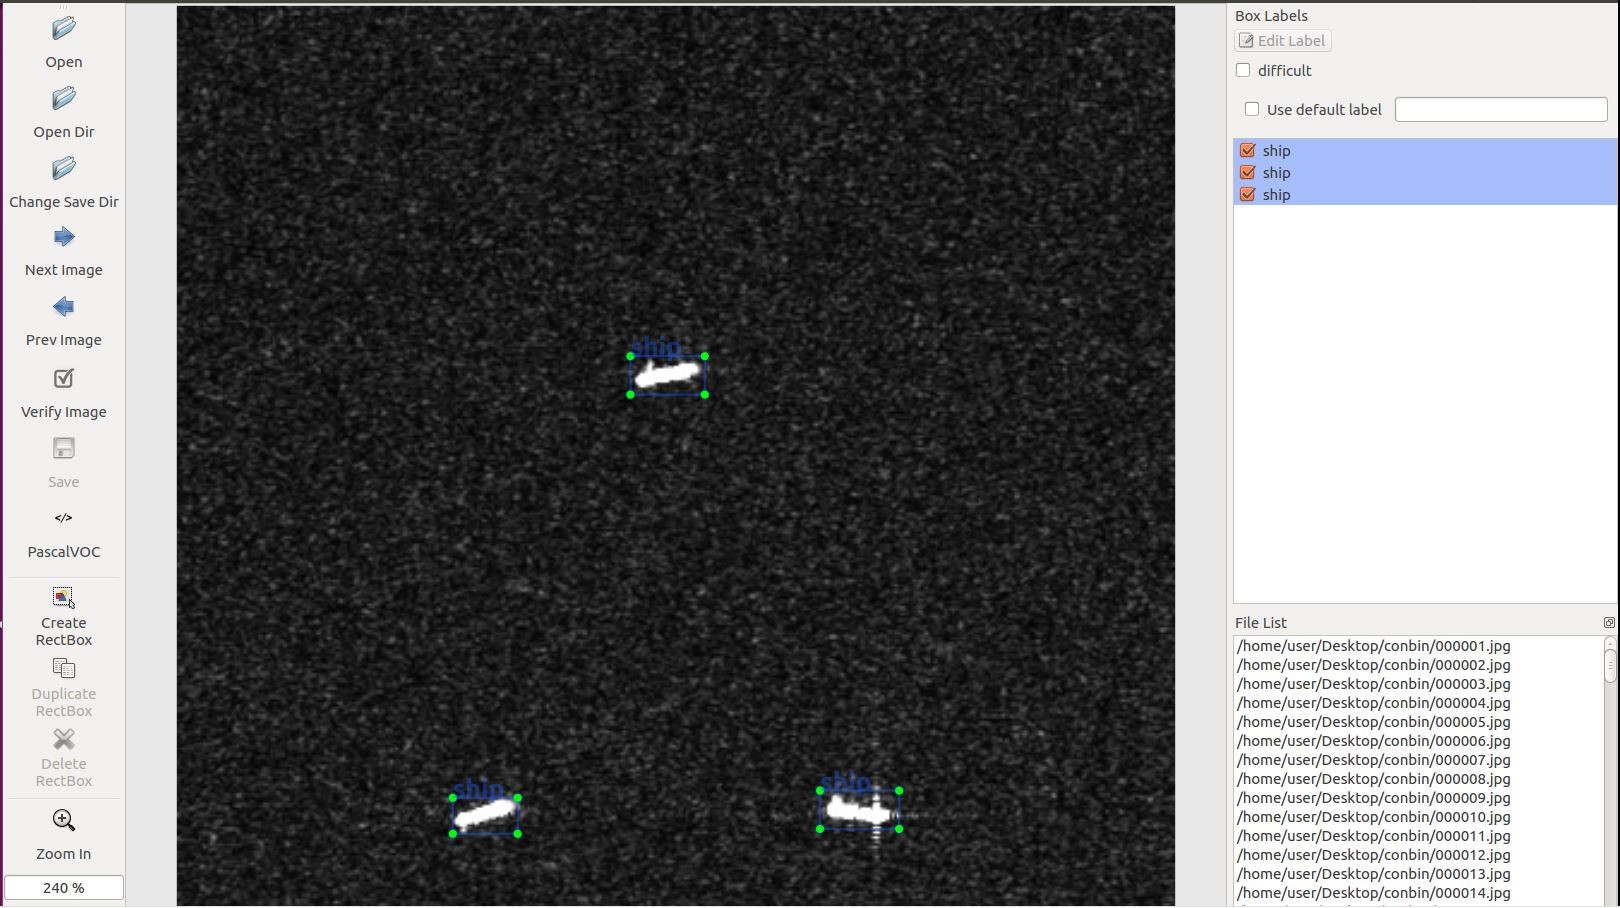 Open
Open Dir
Change Save Dir
Next Image
Prev Image
Verify Image
Save
</>
PascalVOC
Create
RectBox
Duplicate
RectBox
Delete
RectBox
Zoom In
240 %
ship
ship
ship
Box Labels
Edit Label
difficult
Use default label
ship
ship
ship
File List
/home/user/Desktop/conbin/000001.jpg
/home/user/Desktop/conbin/000002.jpg
/home/user/Desktop/conbin/000003.jpg
/home/user/Desktop/conbin/000004.jpg
/home/user/Desktop/conbin/000005.jpg
/home/user/Desktop/conbin/000006.jpg
/home/user/Desktop/conbin/000007.jpg
/home/user/Desktop/conbin/000008.jpg
/home/user/Desktop/conbin/000009.jpg
/home/user/Desktop/conbin/000010.jpg
/home/user/Desktop/conbin/000011.jpg
/home/user/Desktop/conbin/000012.jpg
/home/user/Desktop/conbin/000013.jpg
/home/user/Desktop/conbin/000014.jpg